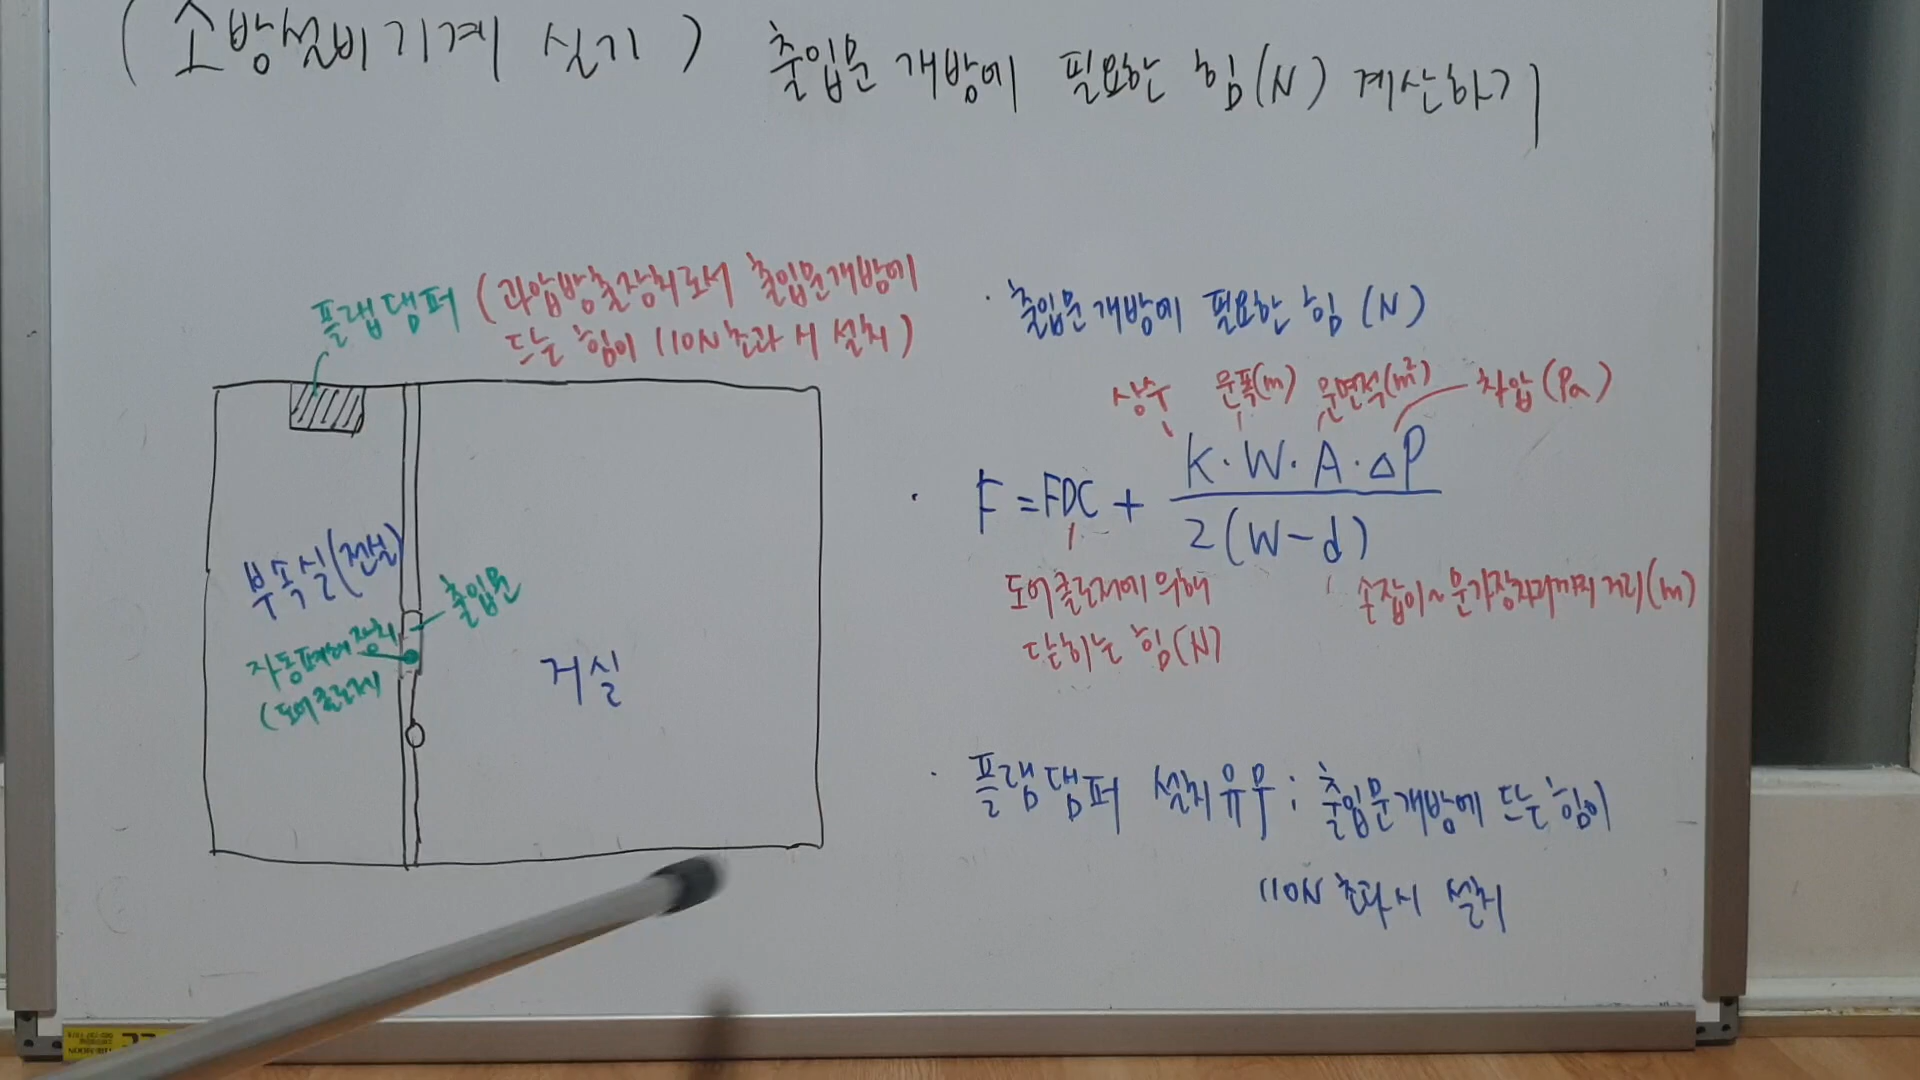 (소방설비기계 실기) 출입문 개방에 필요한 힘(N) 계산하기
플랩댐퍼 (과압방출장치로서 출입문개방에
드는 힘이 110N초과 시 설치)
부속실(전실)
출입문
자동폐쇄장치
(도어클로저)
거실
· 출입문개방에 필요한 힘 (N)
상수 문폭(m) 문면적(m²) 차압(Pa)
· F = FDC + K·W·A·△P / 2(W-d)
도어클로저에 의해
닫히는 힘(N)
손잡이~문가장자리까지 거리(m)
· 플랩댐퍼 설치유무 : 출입문개방에 드는 힘이
110N 초과시 설치